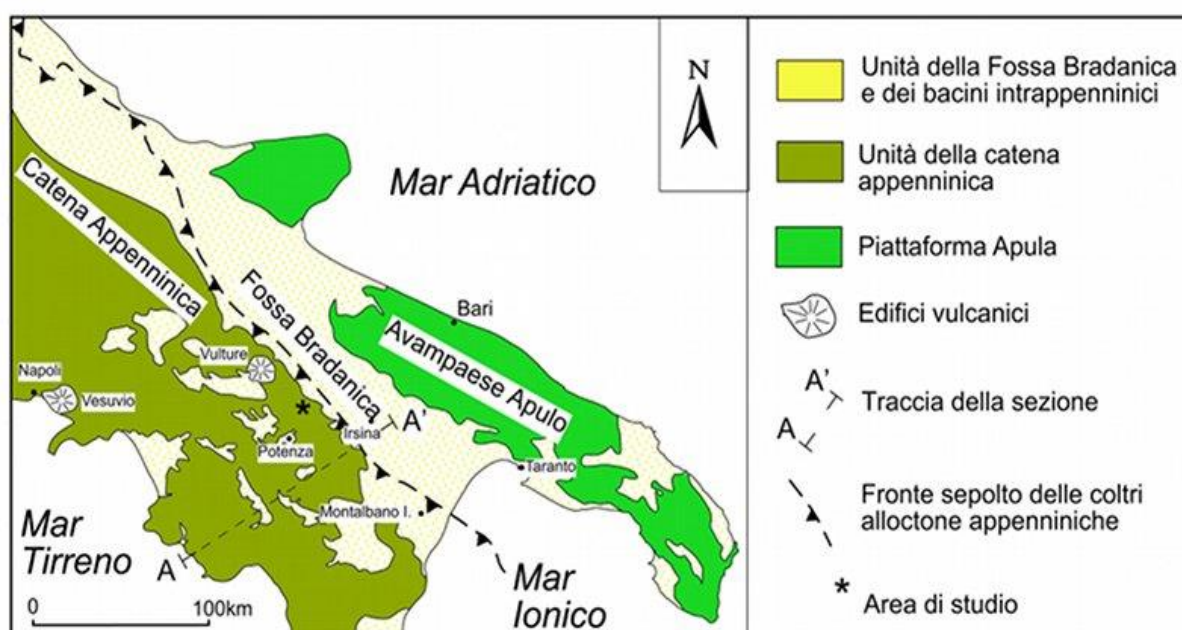 N
Mar Adriatico
Catena Appenninica
Fossa Bradanica
Avampaese Apulo
Bari
Vulture
Napoli
Vesuvio
Irsina
A'
Potenza
Taranto
Montalbano I.
Mar
Tirreno
A
Mar
Ionico
0
100km
Unità della Fossa Bradanica
e dei bacini intrappenninici
Unità della catena
appenninica
Piattaforma Apula
Edifici vulcanici
A'
A
Traccia della sezione
Fronte sepolto delle coltri
alloctone appenniniche
* Area di studio